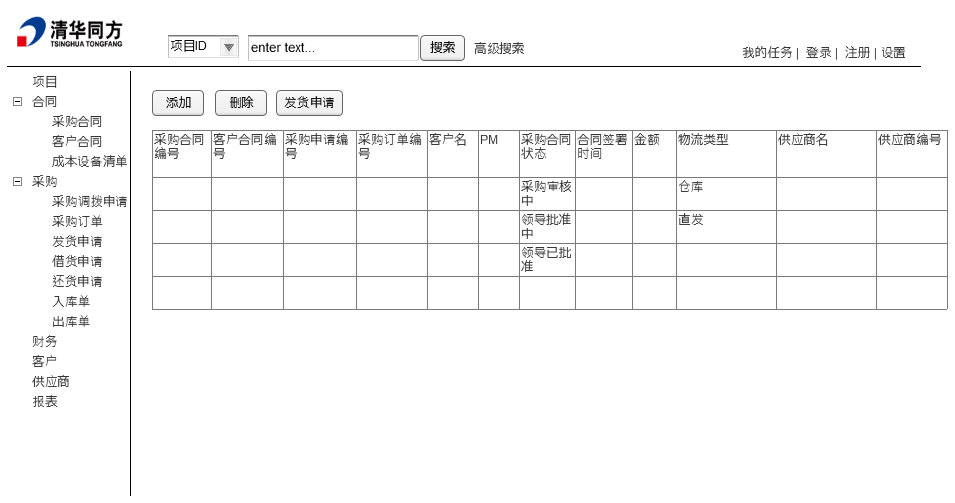 清华同方
TSINGHUA TONGFANG
项目ID
enter text...
搜索
高级搜索
我的任务 | 登录 | 注册 | 设置
项目
合同
采购合同
客户合同
成本设备清单
采购
采购调拨申请
采购订单
发货申请
借货申请
还货申请
入库单
出库单
财务
客户
供应商
报表
添加
删除
发货申请
采购合同
编号
客户合同编
号
采购申请编
号
采购订单编
号
客户名
PM
采购合同
状态
合同签署
时间
金额
物流类型
供应商名
供应商编号
采购审核
中
仓库
领导批准
中
直发
领导已批
准